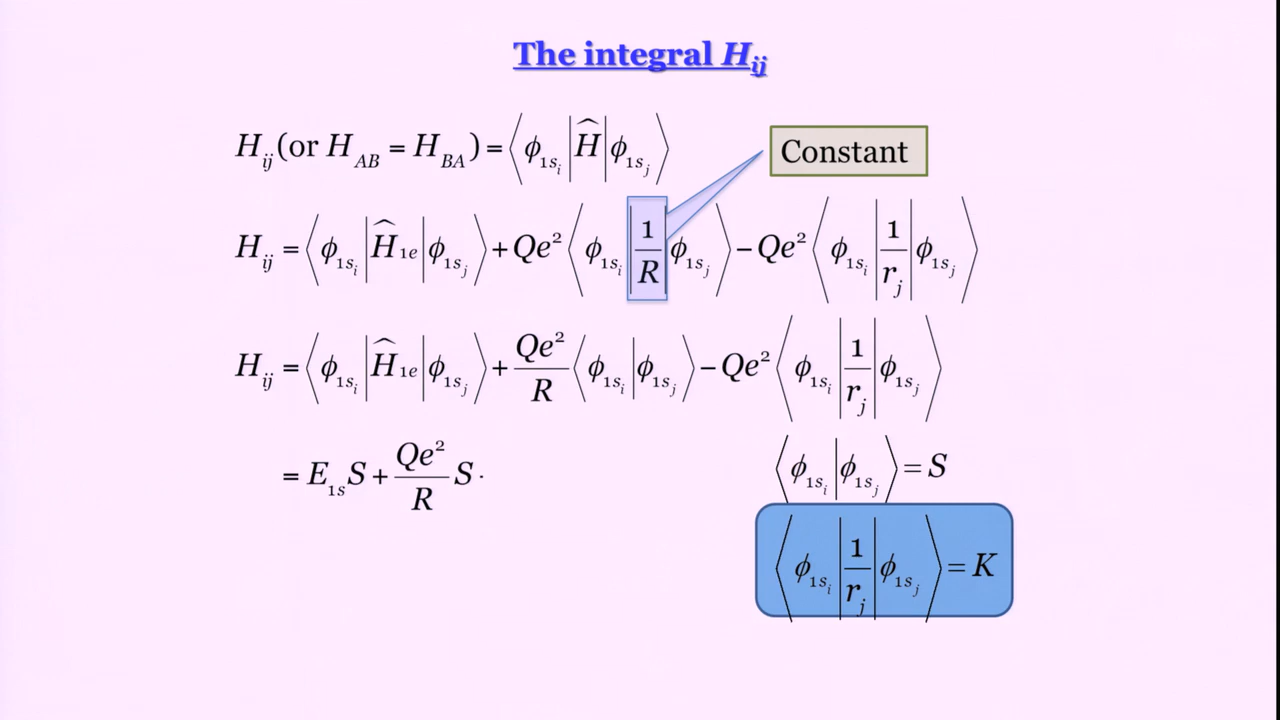 The integral H_ij
H_ij (or H_AB = H_BA) = ⟨ϕ_1s_i | Ĥ | ϕ_1s_j⟩
Constant
H_ij = ⟨ϕ_1s_i | Ĥ_1e | ϕ_1s_j⟩ + Qe² ⟨ϕ_1s_i | 1/R | ϕ_1s_j⟩ − Qe² ⟨ϕ_1s_i | 1/r_j | ϕ_1s_j⟩
H_ij = ⟨ϕ_1s_i | Ĥ_1e | ϕ_1s_j⟩ + Qe²/R ⟨ϕ_1s_i | ϕ_1s_j⟩ − Qe² ⟨ϕ_1s_i | 1/r_j | ϕ_1s_j⟩
= E_1s S + Qe²/R S ·
⟨ϕ_1s_i | ϕ_1s_j⟩ = S
⟨ϕ_1s_i | 1/r_j | ϕ_1s_j⟩ = K